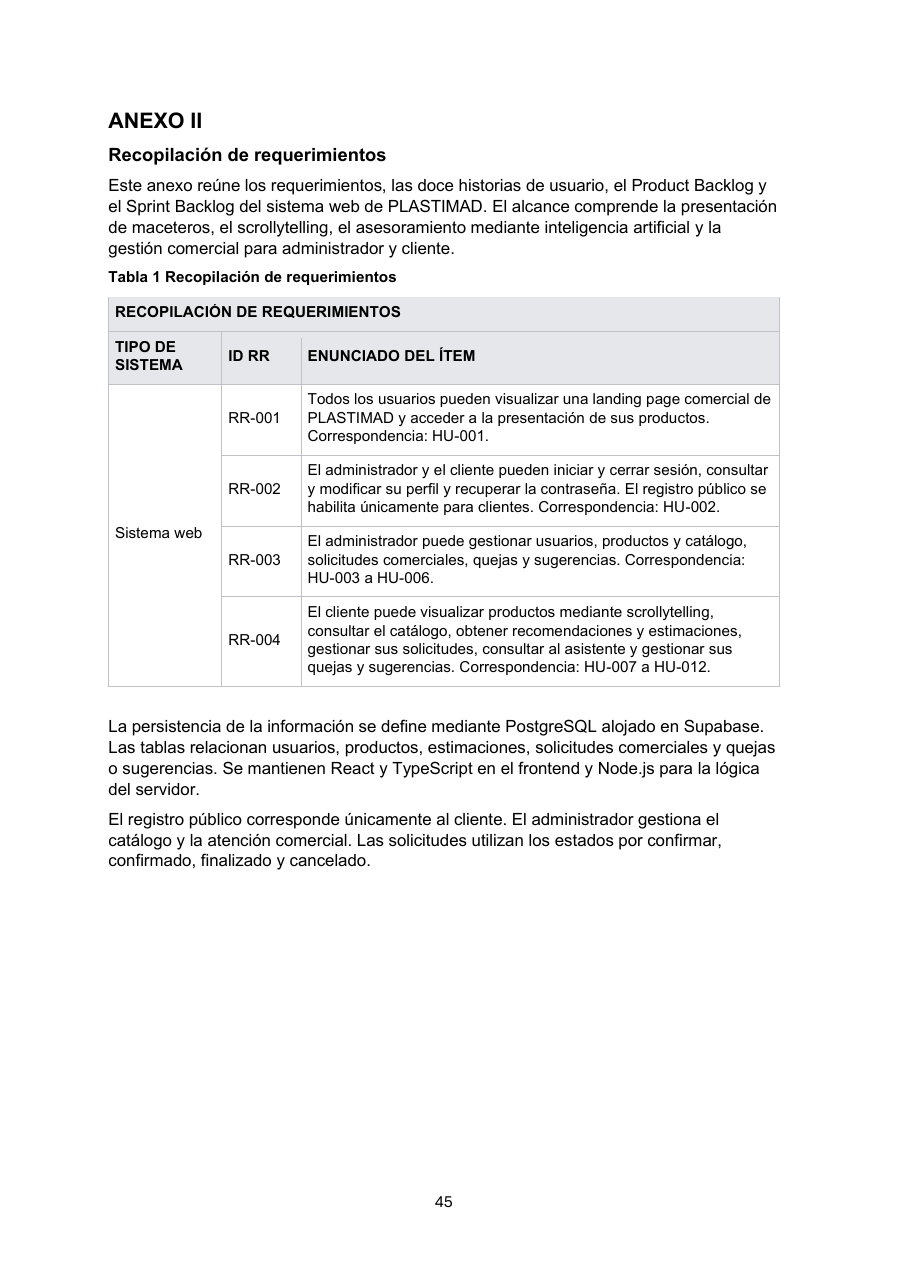 ANEXO II
Recopilación de requerimientos
Este anexo reúne los requerimientos, las doce historias de usuario, el Product Backlog y
el Sprint Backlog del sistema web de PLASTIMAD. El alcance comprende la presentación
de maceteros, el scrollytelling, el asesoramiento mediante inteligencia artificial y la
gestión comercial para administrador y cliente.
Tabla 1 Recopilación de requerimientos
RECOPILACIÓN DE REQUERIMIENTOS
TIPO DE
SISTEMA
ID RR
ENUNCIADO DEL ÍTEM
Sistema web
RR-001
Todos los usuarios pueden visualizar una landing page comercial de
PLASTIMAD y acceder a la presentación de sus productos.
Correspondencia: HU-001.
RR-002
El administrador y el cliente pueden iniciar y cerrar sesión, consultar
y modificar su perfil y recuperar la contraseña. El registro público se
habilita únicamente para clientes. Correspondencia: HU-002.
RR-003
El administrador puede gestionar usuarios, productos y catálogo,
solicitudes comerciales, quejas y sugerencias. Correspondencia:
HU-003 a HU-006.
RR-004
El cliente puede visualizar productos mediante scrollytelling,
consultar el catálogo, obtener recomendaciones y estimaciones,
gestionar sus solicitudes, consultar al asistente y gestionar sus
quejas y sugerencias. Correspondencia: HU-007 a HU-012.
La persistencia de la información se define mediante PostgreSQL alojado en Supabase.
Las tablas relacionan usuarios, productos, estimaciones, solicitudes comerciales y quejas
o sugerencias. Se mantienen React y TypeScript en el frontend y Node.js para la lógica
del servidor.
El registro público corresponde únicamente al cliente. El administrador gestiona el
catálogo y la atención comercial. Las solicitudes utilizan los estados por confirmar,
confirmado, finalizado y cancelado.
45